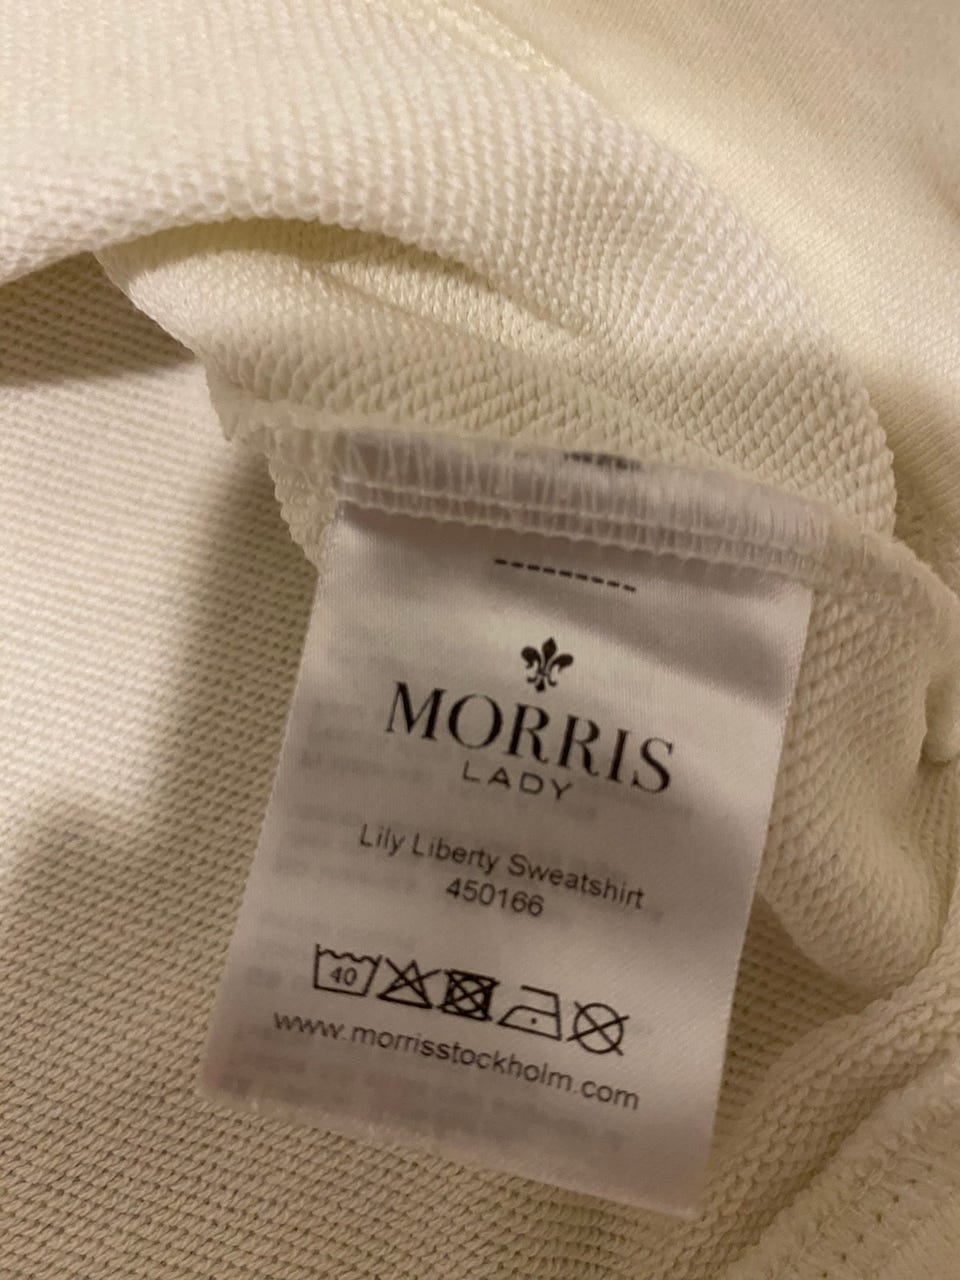 MORRIS
LADY
Lily Liberty Sweatshirt
450166
40
www.morrisstockholm.com